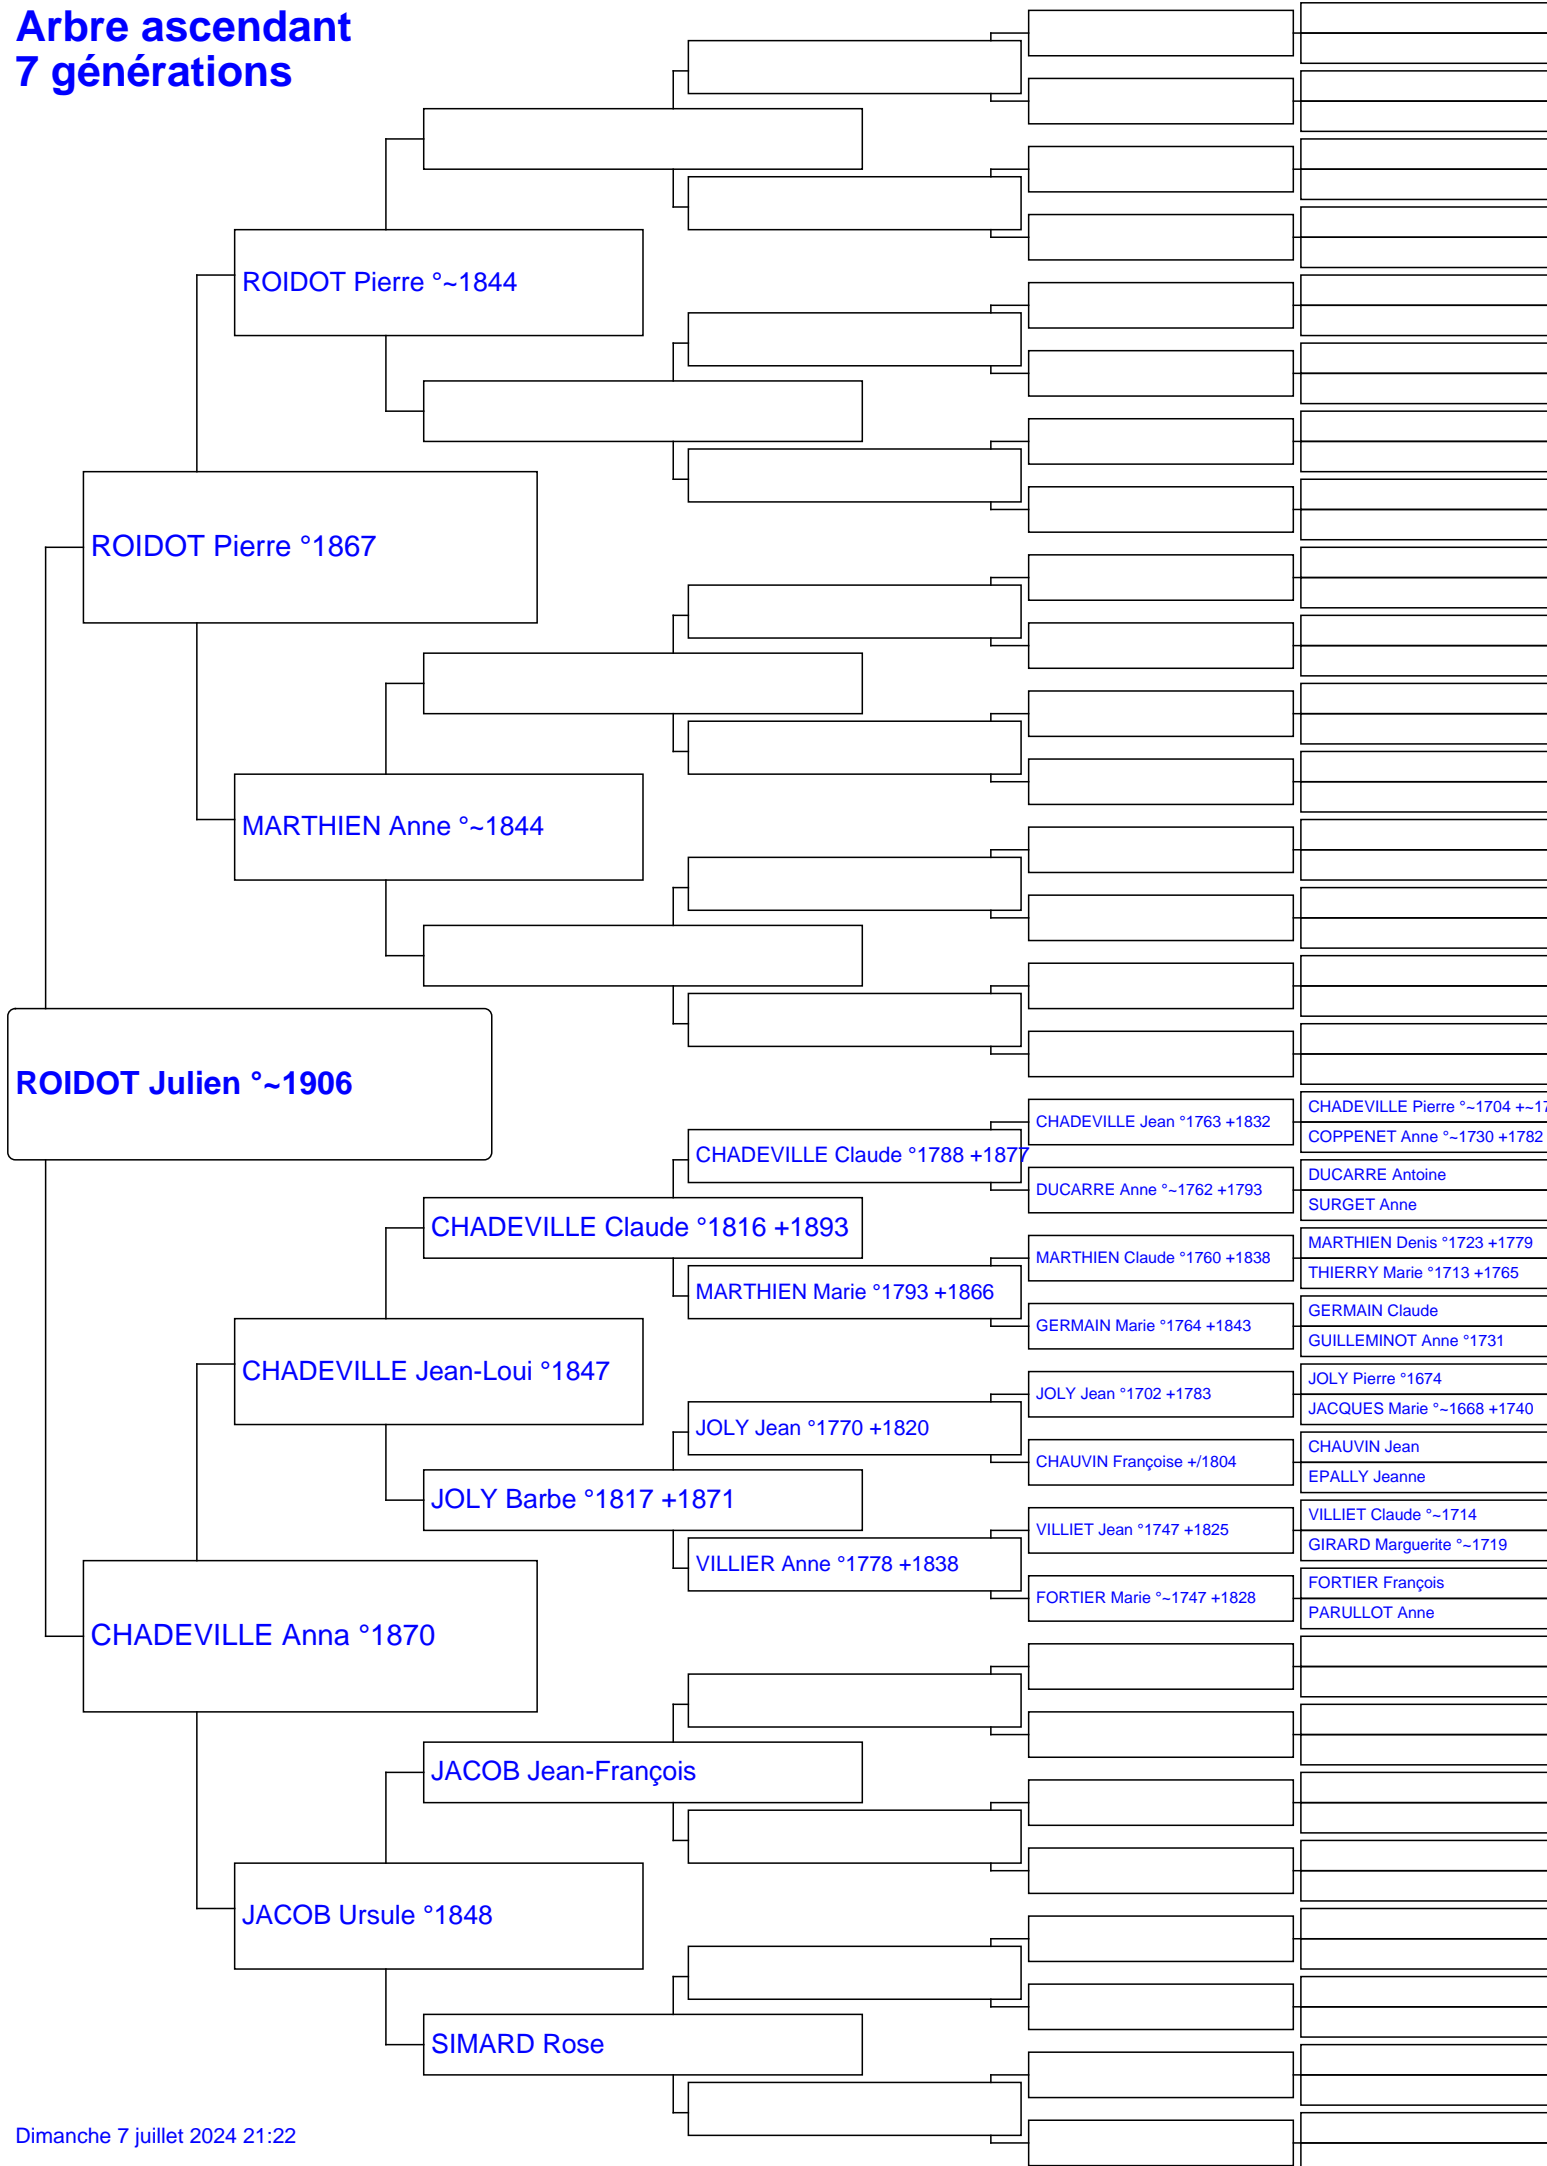 Arbre ascendant
7 générations
ROIDOT Pierre °~1844
ROIDOT Pierre °1867
MARTHIEN Anne °~1844
ROIDOT Julien °~1906
CHADEVILLE Jean °1763 +1832
CHADEVILLE Pierre °~1704 +~17
COPPENET Anne °~1730 +1782
CHADEVILLE Claude °1788 +1877
DUCARRE Anne °~1762 +1793
DUCARRE Antoine
SURGET Anne
CHADEVILLE Claude °1816 +1893
MARTHIEN Claude °1760 +1838
MARTHIEN Denis °1723 +1779
THIERRY Marie °1713 +1765
MARTHIEN Marie °1793 +1866
GERMAIN Marie °1764 +1843
GERMAIN Claude
GUILLEMINOT Anne °1731
CHADEVILLE Jean-Loui °1847
JOLY Jean °1702 +1783
JOLY Pierre °1674
JACQUES Marie °~1668 +1740
JOLY Jean °1770 +1820
CHAUVIN Françoise +/1804
CHAUVIN Jean
EPALLY Jeanne
JOLY Barbe °1817 +1871
VILLIET Jean °1747 +1825
VILLIET Claude °~1714
GIRARD Marguerite °~1719
VILLIER Anne °1778 +1838
FORTIER Marie °~1747 +1828
FORTIER François
PARULLOT Anne
CHADEVILLE Anna °1870
JACOB Jean-François
JACOB Ursule °1848
SIMARD Rose
Dimanche 7 juillet 2024 21:22